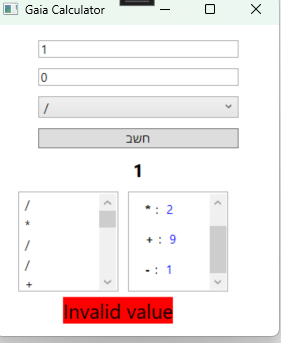 Gaia Calculator
1
0
/
חשב
1
/
*
/
/
+
* : 2
+ : 9
- : 1
Invalid value